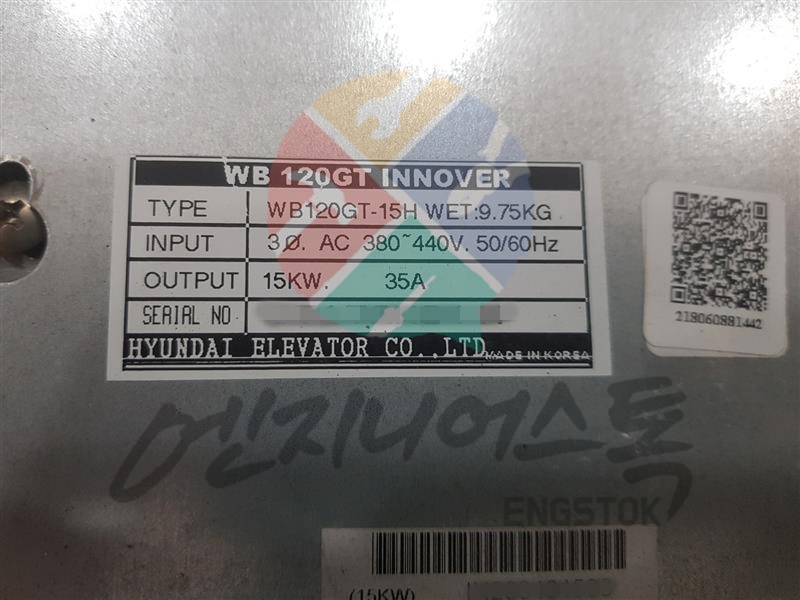 WB 120GT INNOVER
TYPE WB120GT-15H WET:9.75KG
INPUT 3Ø. AC 380~440V. 50/60Hz
OUTPUT 15KW. 35A
SERIAL NO
HYUNDAI ELEVATOR CO.,LTD. MADE IN KOREA
218060881442
엔지니어스톡
ENGSTOK
(15KW)